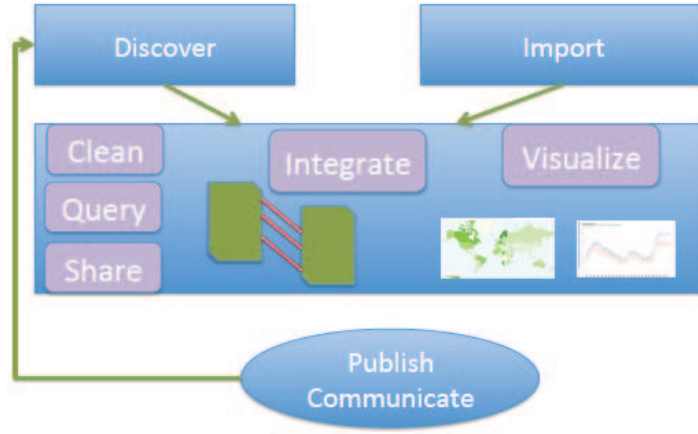 Discover
Import
Clean
Integrate
Visualize
Query
Share
Publish
Communicate